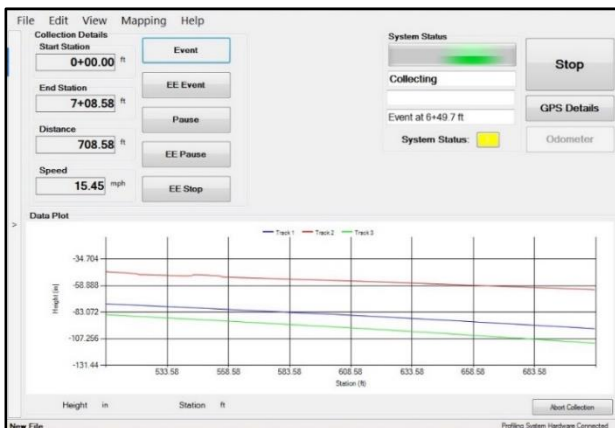 File Edit View Mapping Help
Collection Details
Start Station
0+00.00 ft
End Station
7+08.58 ft
Distance
708.58 ft
Speed
15.45 mph
Event
EE Event
Pause
EE Pause
EE Stop
System Status
Collecting
Event at 6+49.7 ft
System Status:
Stop
GPS Details
Odometer
>
Data Plot
Track 1 Track 2 Track 3
Height (in)
-34.704
-58.888
-83.072
-107.256
-131.44
533.58 558.58 583.58 608.58 633.58 658.58 683.58
Station (ft)
Height in Station ft
Abort Collection
New File
Profiling System Hardware Connected